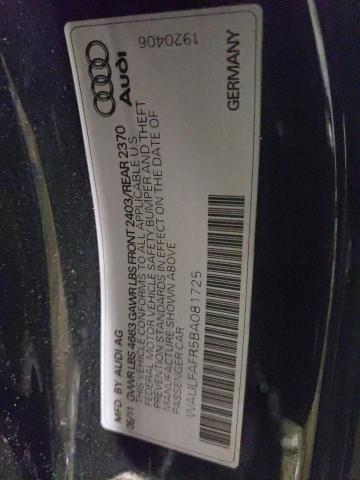 Audi
1920406
MFD. BY AUDI AG
05/11 GVWR LBS 4663 GAWR LBS FRONT 2403/REAR 2370
THIS VEHICLE CONFORMS TO ALL APPLICABLE U.S.
FEDERAL MOTOR VEHICLE SAFETY BUMPER AND THEFT
PREVENTION STANDARDS IN EFFECT ON THE DATE OF
MANUFACTURE SHOWN ABOVE
PASSENGER CAR
GERMANY
WAULFAFR5BA081725